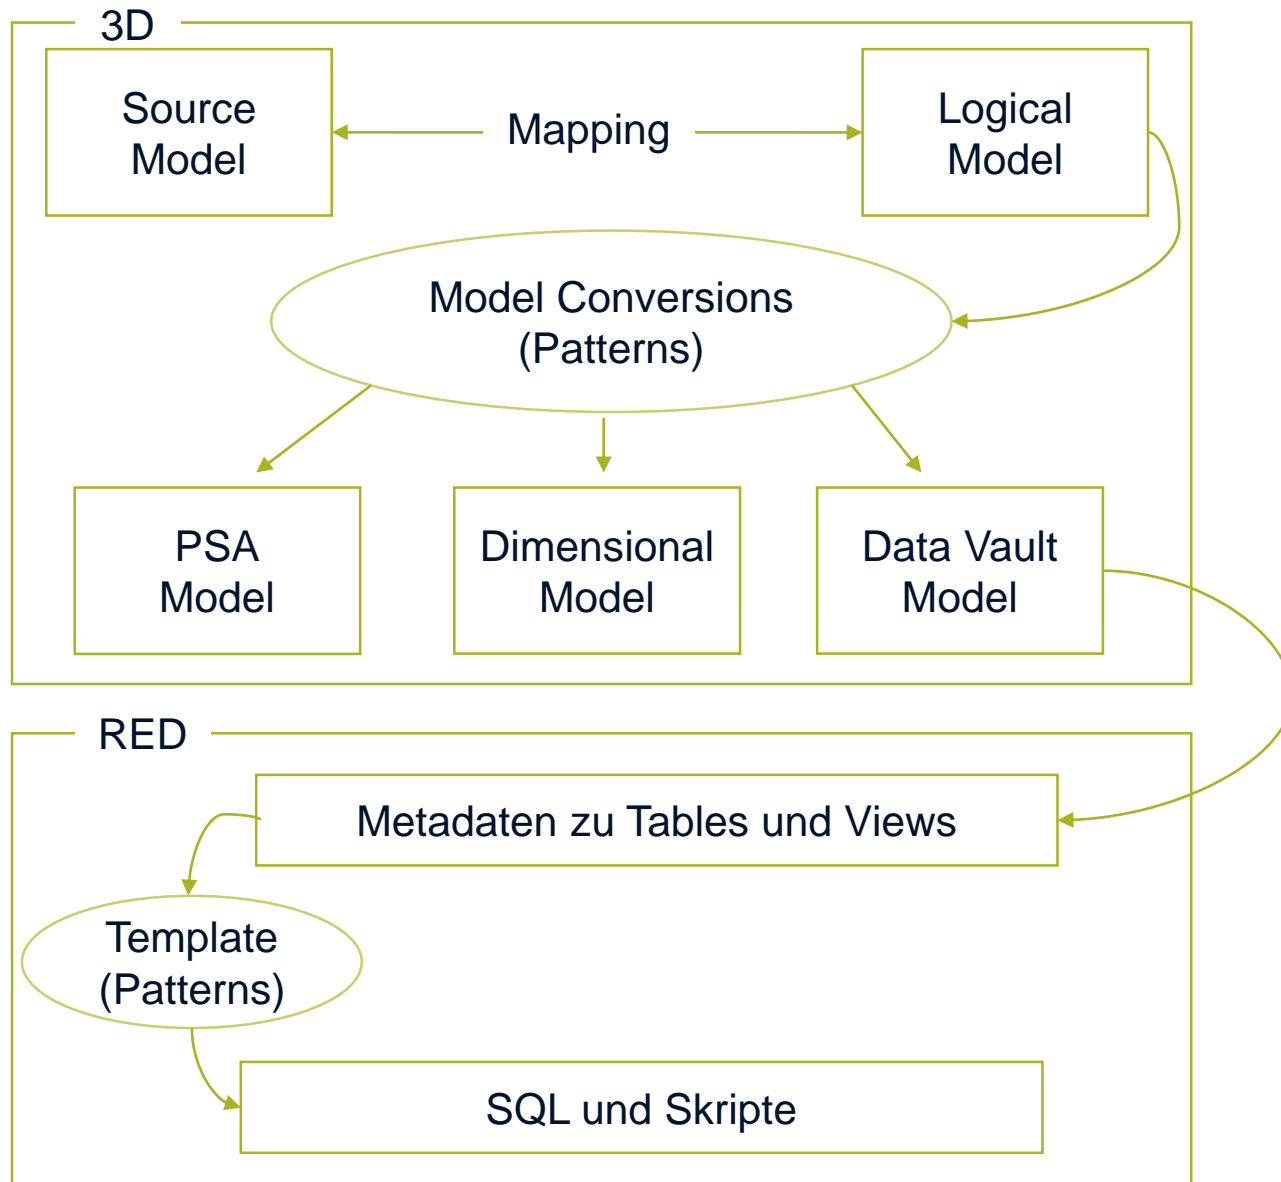 3D
Source
Model
Mapping
Logical
Model
Model Conversions
(Patterns)
PSA
Model
Dimensional
Model
Data Vault
Model
RED
Metadaten zu Tables und Views
Template
(Patterns)
SQL und Skripte